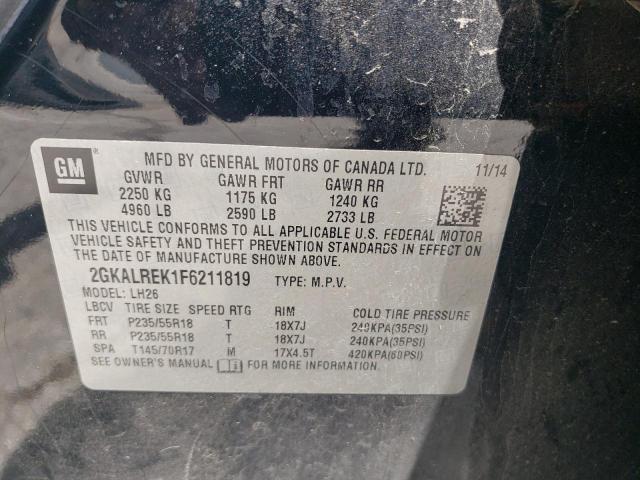 GM
MFD BY GENERAL MOTORS OF CANADA LTD. 11/14
GVWR GAWR FRT GAWR RR
2250 KG 1175 KG 1240 KG
4960 LB 2590 LB 2733 LB
THIS VEHICLE CONFORMS TO ALL APPLICABLE U.S. FEDERAL MOTOR
VEHICLE SAFETY AND THEFT PREVENTION STANDARDS IN EFFECT ON
THE DATE OF MANUFACTURE SHOWN ABOVE.
2GKALREK1F6211819 TYPE: M.P.V.
MODEL: LH26
LBCV TIRE SIZE SPEED RTG RIM COLD TIRE PRESSURE
FRT P235/55R18 T 18X7J 240KPA(35PSI)
RR P235/55R18 T 18X7J 240KPA(35PSI)
SPA T145/70R17 M 17X4.5T 420KPA(60PSI)
SEE OWNER'S MANUAL FOR MORE INFORMATION